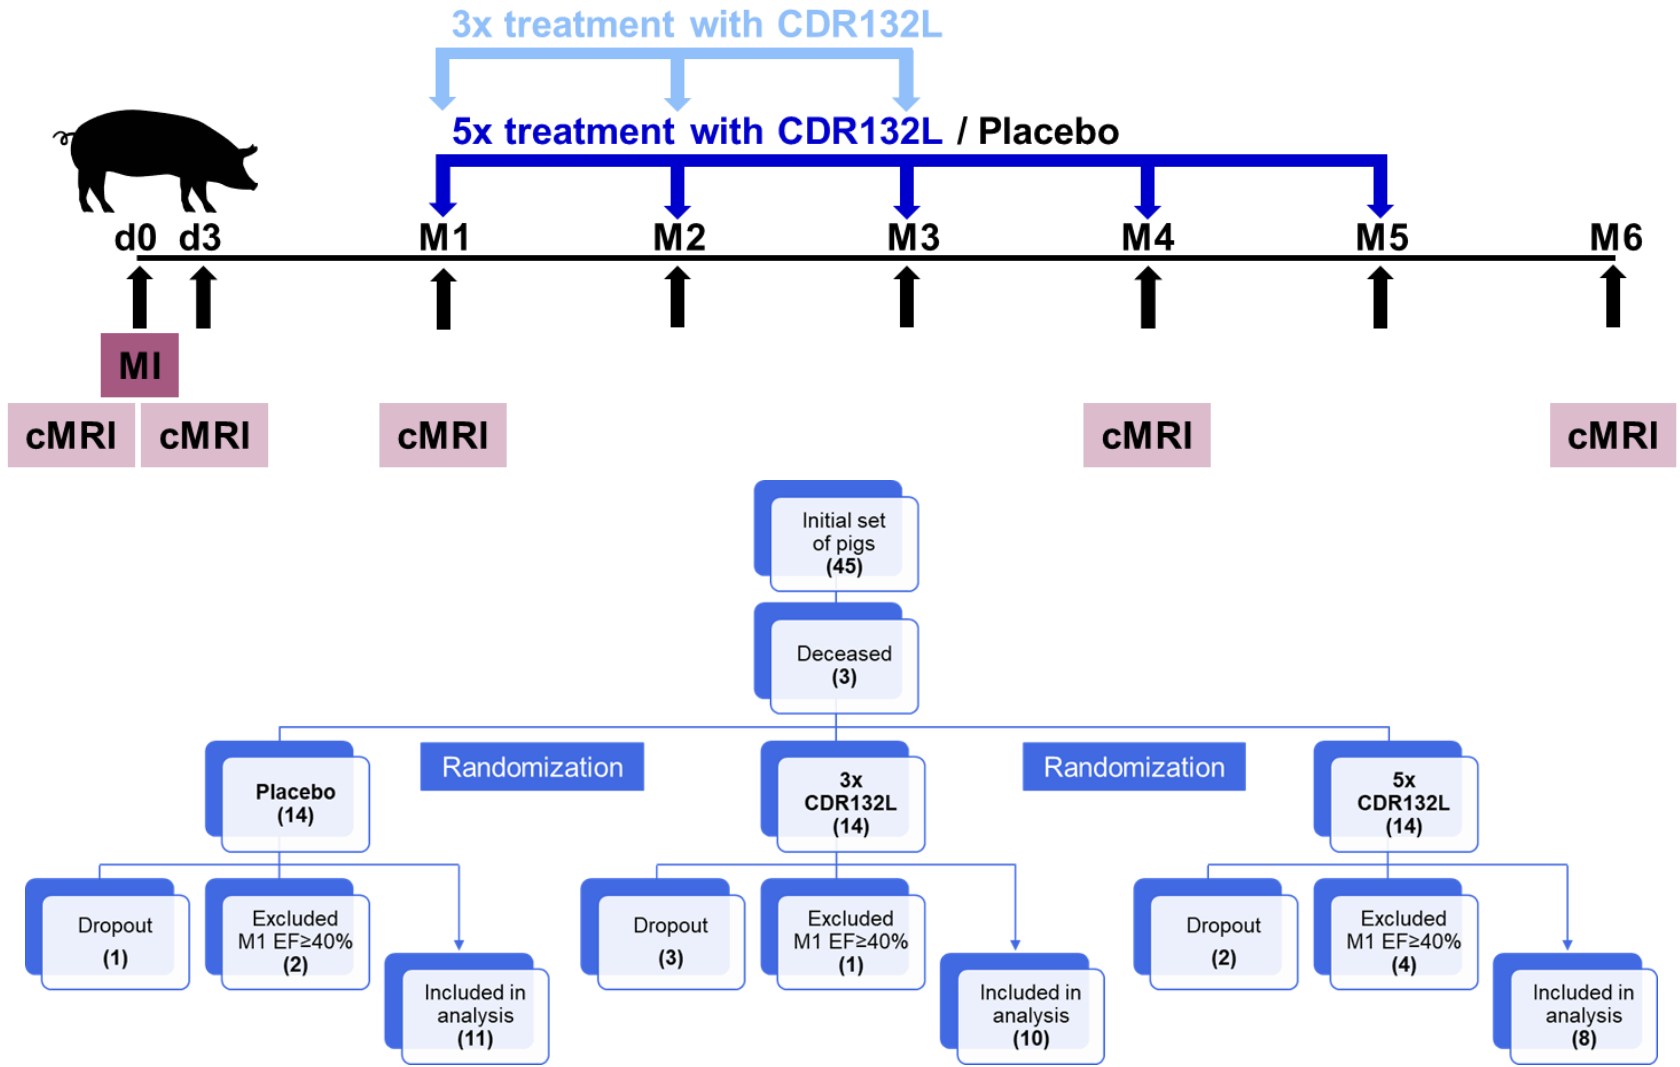 3x treatment with CDR132L
5x treatment with CDR132L / Placebo
d0 d3 M1 M2 M3 M4 M5 M6
MI
cMRI cMRI cMRI cMRI cMRI
Initial set
of pigs
(45)
Deceased
(3)
Randomization
Randomization
Placebo
(14)
3x
CDR132L
(14)
5x
CDR132L
(14)
Dropout
(1)
Excluded
M1 EF≥40%
(2)
Included in
analysis
(11)
Dropout
(3)
Excluded
M1 EF≥40%
(1)
Included in
analysis
(10)
Dropout
(2)
Excluded
M1 EF≥40%
(4)
Included in
analysis
(8)